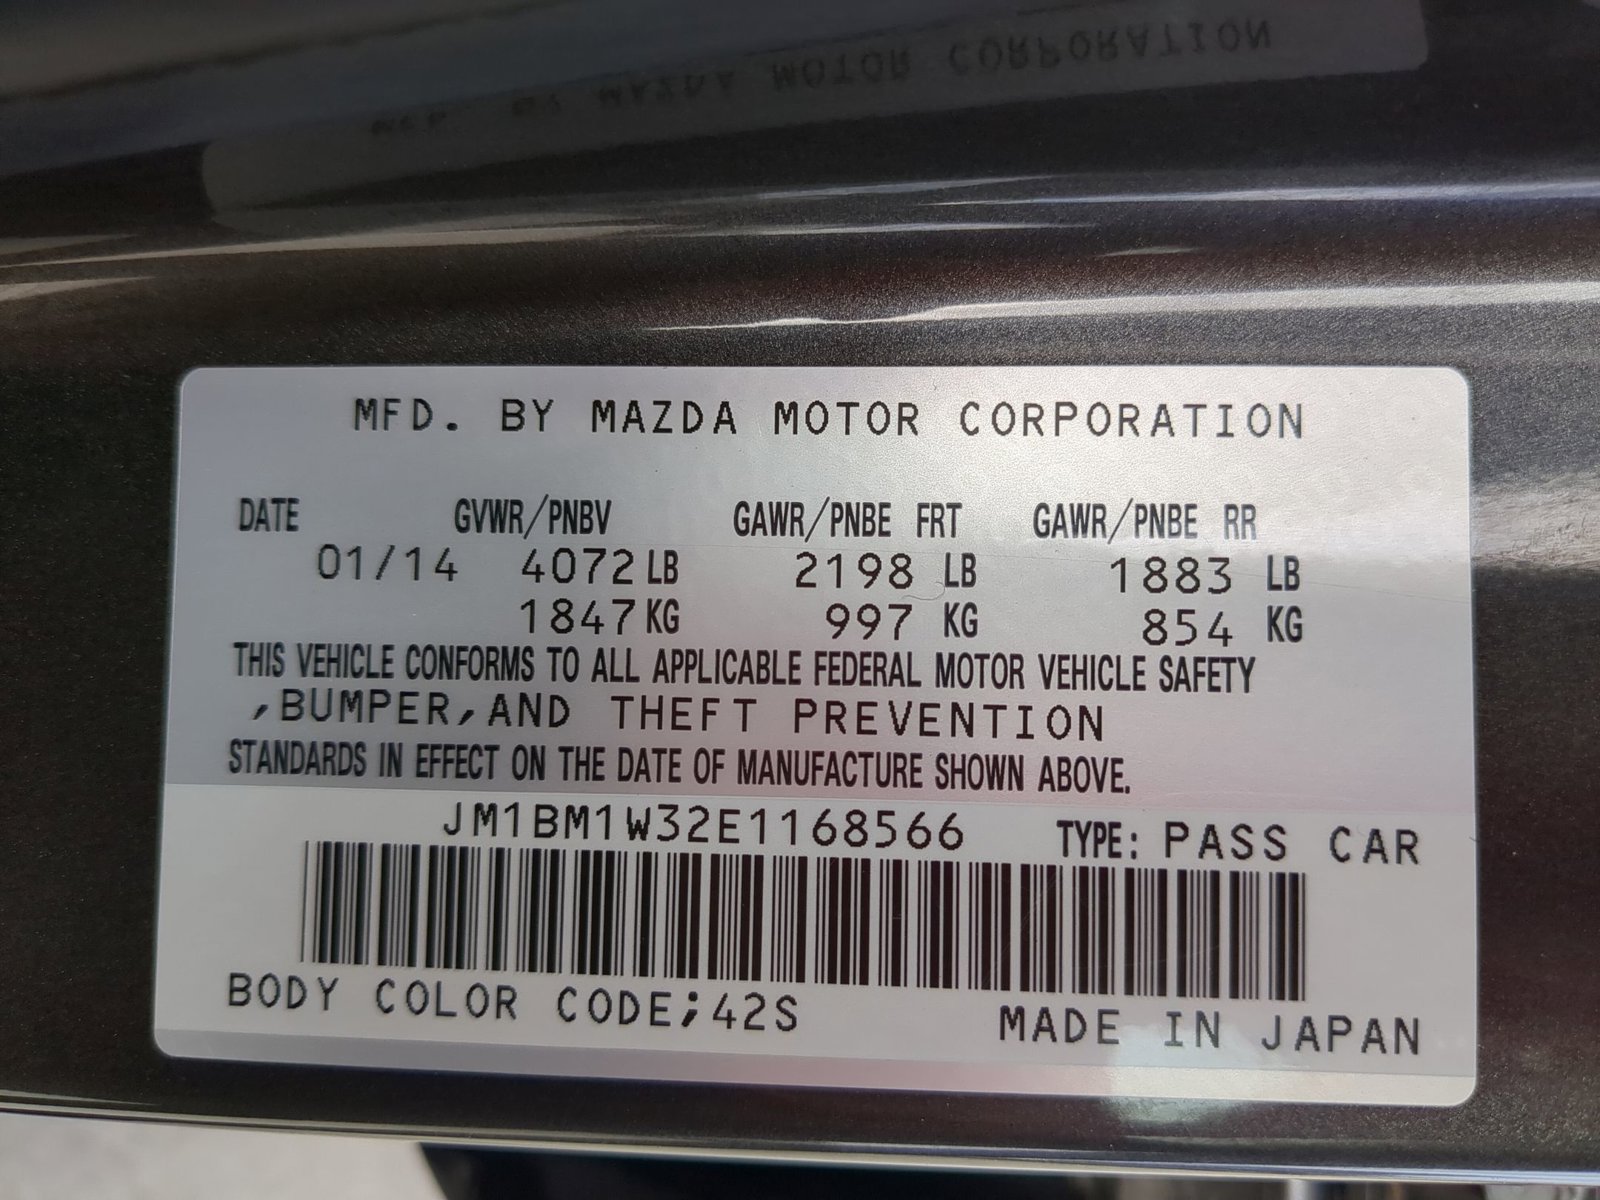 MFD. BY MAZDA MOTOR CORPORATION
DATE GVWR/PNBV GAWR/PNBE FRT GAWR/PNBE RR
01/14 4072 LB 2198 LB 1883 LB
1847 KG 997 KG 854 KG
THIS VEHICLE CONFORMS TO ALL APPLICABLE FEDERAL MOTOR VEHICLE SAFETY
,BUMPER,AND THEFT PREVENTION
STANDARDS IN EFFECT ON THE DATE OF MANUFACTURE SHOWN ABOVE.
JM1BM1W32E1168566 TYPE: PASS CAR
BODY COLOR CODE;42S MADE IN JAPAN